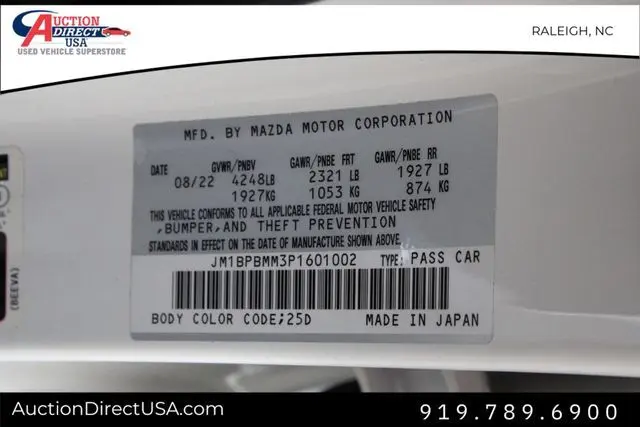 AUCTION
DIRECT
USA
USED VEHICLE SUPERSTORE
RALEIGH, NC
MFD. BY MAZDA MOTOR CORPORATION
DATE GVWR/PNBV GAWR/PNBE FRT GAWR/PNBE RR
08/22 4248LB 2321 LB 1927 LB
1927KG 1053 KG 874 KG
THIS VEHICLE CONFORMS TO ALL APPLICABLE FEDERAL MOTOR VEHICLE SAFETY
,BUMPER,AND THEFT PREVENTION
STANDARDS IN EFFECT ON THE DATE OF MANUFACTURE SHOWN ABOVE.
JM1BPBMM3P1601002 TYPE: PASS CAR
BODY COLOR CODE;25D MADE IN JAPAN
(BEEVA)
AuctionDirectUSA.com
919.789.6900